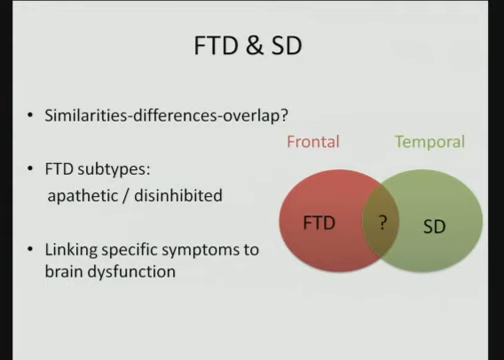 FTD & SD
• Similarities-differences-overlap?
• FTD subtypes:
apathetic / disinhibited
• Linking specific symptoms to
brain dysfunction
Frontal
Temporal
FTD
?
SD